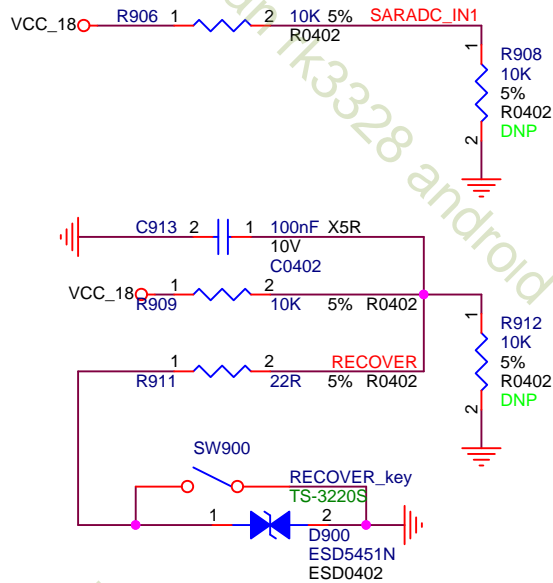 VCC_18
R906
1
2
10K 5%
SARADC_IN1
R0402
1
R908
10K
5%
R0402
DNP
2
C913
2
1
100nF X5R
10V
C0402
VCC_18
R909
2
10K
5% R0402
1
R912
10K
5%
R0402
DNP
2
1
R911
2
22R
RECOVER
5% R0402
SW900
RECOVER_key
TS-3220S
1
2
D900
ESD5451N
ESD0402
rk3328 android